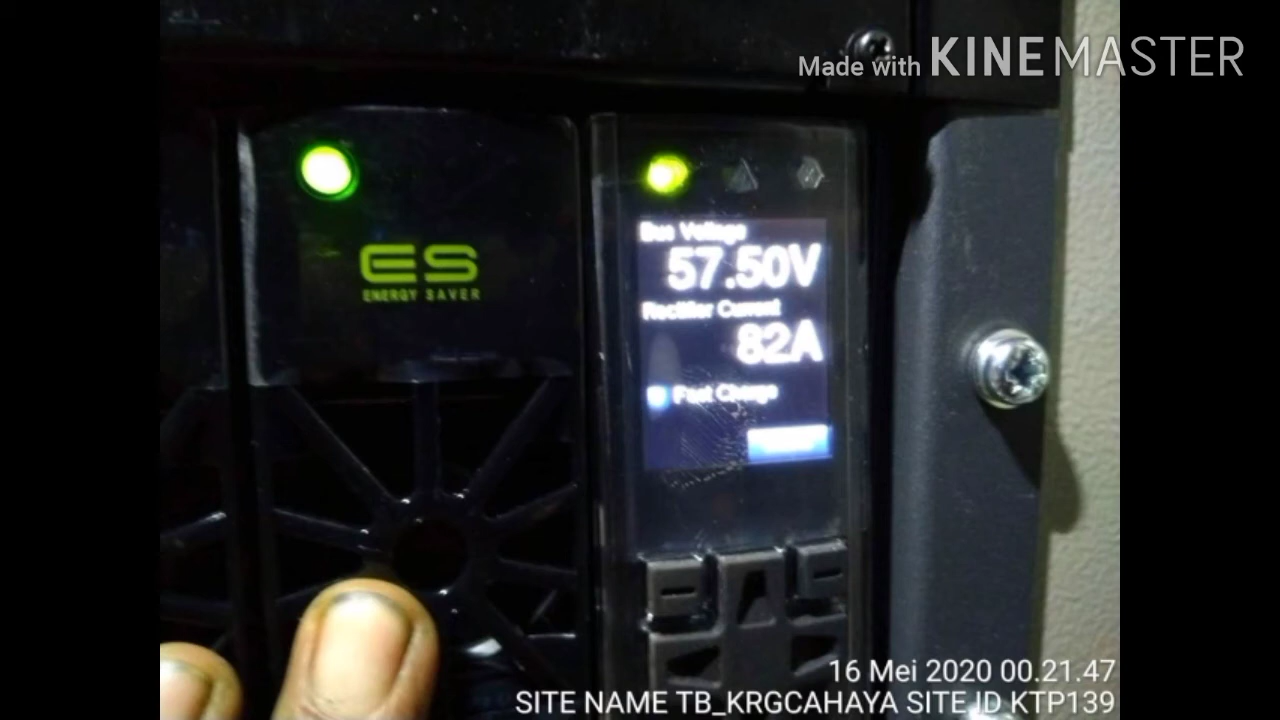 Made with KINEMASTER
ES
ENERGY SAVER
Bus Voltage
57.50V
Rectifier Current
82A
Fast Charge
16 Mei 2020 00.21.47
SITE NAME TB_KRGCAHAYA SITE ID KTP139